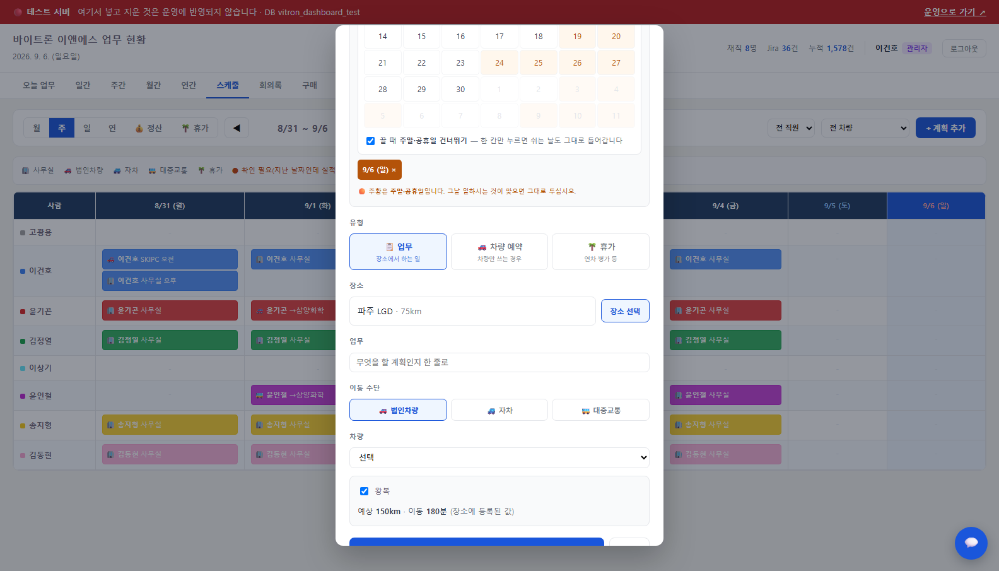 테스트 서버 여기서 넣고 지운 것은 운영에 반영되지 않습니다 · DB vitron_dashboard_test
운영으로 가기 ↗
바이트론 이앤에스 업무 현황
2026. 9. 6. (일요일)
재직 8명 Jira 36건 누적 1,578건 이건호 관리자 로그아웃
오늘 업무 일간 주간 월간 연간 스케줄 회의록 구매
월 주 일 연 정산 휴가 ◀ 8/31 ~ 9/6
전 직원 전 차량 + 계획 추가
사무실 법인차량 자차 대중교통 휴가 확인 필요(지난 날짜인데 실적
사람 8/31 (월) 9/1 (화) 9/4 (금) 9/5 (토) 9/6 (일)
고광용
이건호
이건호 SKIPC 오전
이건호 사무실 오후
이건호 사무실
이건호 사무실
윤기곤
윤기곤 사무실
윤기곤 →삼양화학
윤기곤 사무실
김정열
김정열 사무실
김정열 사무실
김정열 사무실
이상기
윤인철
윤인철 →삼양화학
윤인철 사무실
송지형
송지형 사무실
송지형 사무실
송지형 사무실
김동현
김동현 사무실
김동현 사무실
김동현 사무실
14 15 16 17 18 19 20
21 22 23 24 25 26 27
28 29 30 1 2 3 4
5 6 7 8 9 10 11
끌 때 주말·공휴일 건너뛰기 — 한 칸만 누르면 쉬는 날도 그대로 들어갑니다
9/6 (일) ×
주황은 주말·공휴일입니다. 그날 일하시는 것이 맞으면 그대로 두십시오.
유형
업무
장소에서 하는 일
차량 예약
차량만 쓰는 경우
휴가
연차·병가 등
장소
파주 LGD · 75km
장소 선택
업무
무엇을 할 계획인지 한 줄로
이동 수단
법인차량 자차 대중교통
차량
선택
왕복
예상 150km · 이동 180분 (장소에 등록된 값)